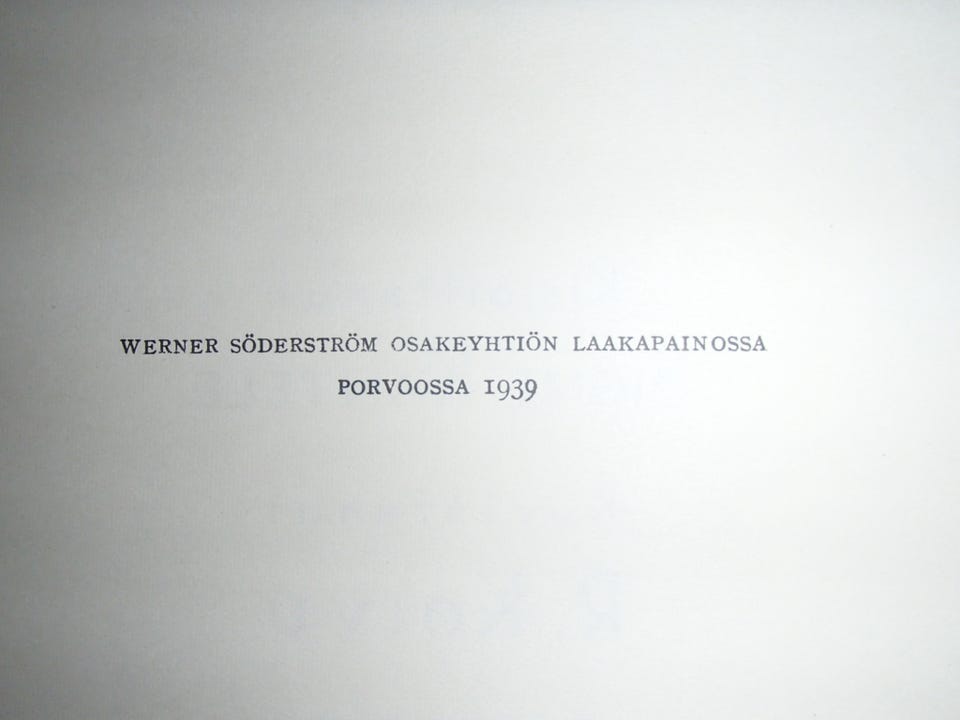 WERNER SÖDERSTRÖM OSAKEYHTIÖN LAAKAPAINOSSA
PORVOOSSA 1939